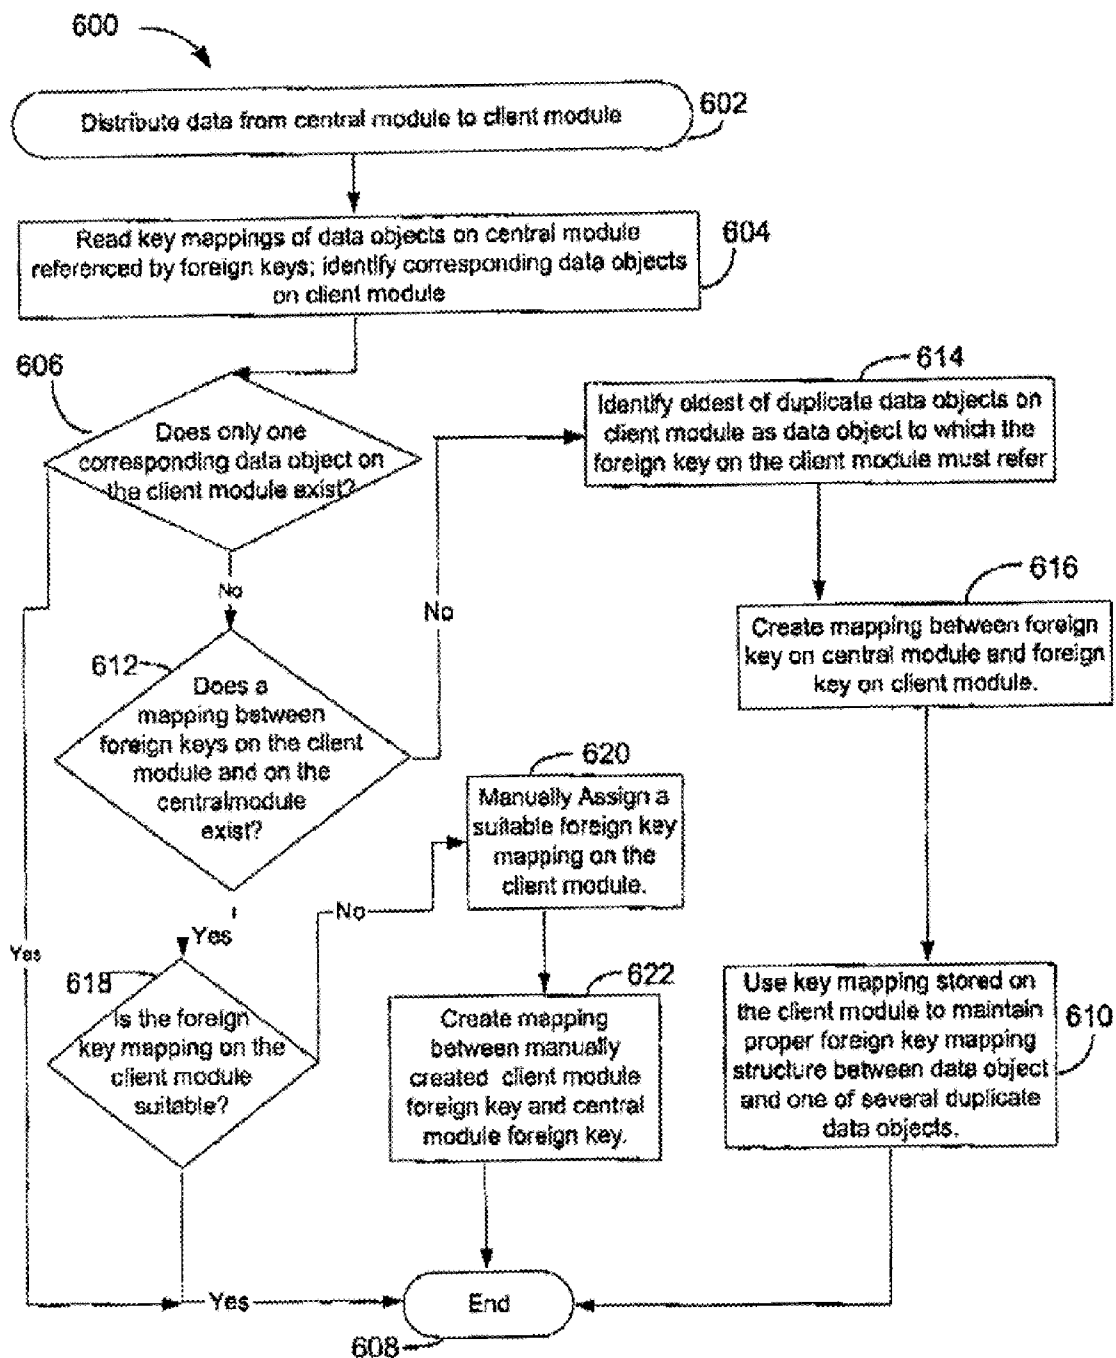 600
Distribute data from central module to client module
602
Read key mappings of data objects on central module
referenced by foreign keys; identify corresponding data objects
on client module
604
606
Does only one
corresponding data object on
the client module exist?
614
Identify oldest of duplicate data objects on
client module as data object to which the
foreign key on the client module must refer
No
No
616
Create mapping between foreign
key on central module and foreign
key on client module.
612
Does a
mapping between
foreign keys on the client
module and on the
centralmodule
exist?
620
Manually Assign a
suitable foreign key
mapping on the
client module.
No
Yes
Yes
618
Is the foreign
key mapping on the
client module
suitable?
622
Create mapping
between manually
created client module
foreign key and central
module foreign key.
Use key mapping stored on
the client module to maintain
proper foreign key mapping
structure between data object
and one of several duplicate
data objects.
610
Yes
End
608